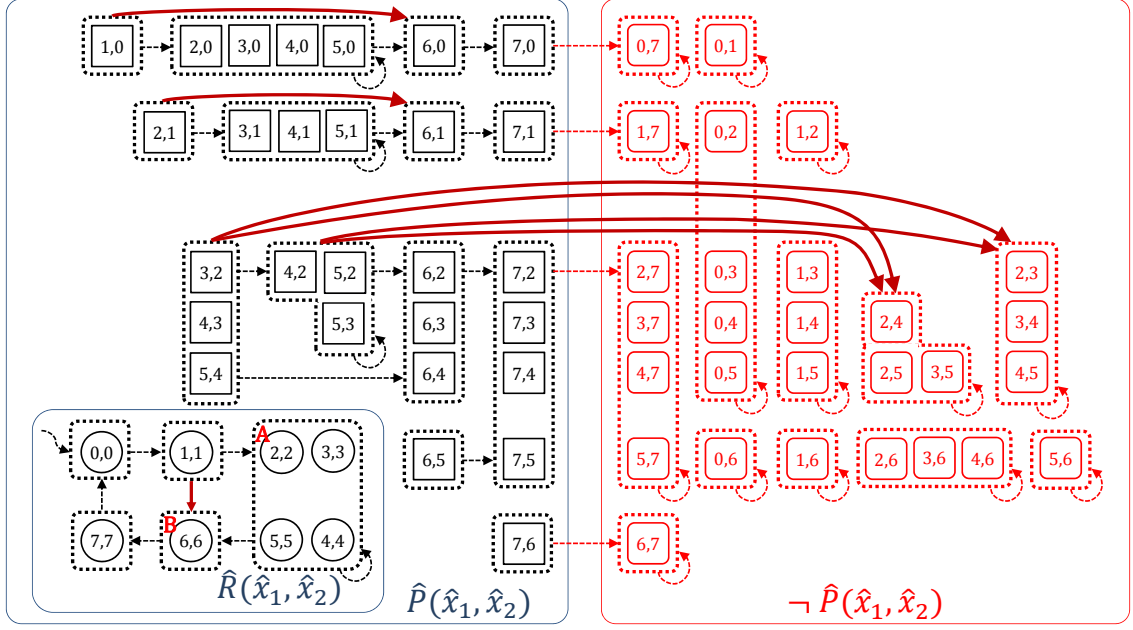 1,0 2,0 3,0 4,0 5,0 6,0 7,0 0,7 0,1
2,1 3,1 4,1 5,1 6,1 7,1 1,7 0,2 1,2
3,2 4,2 5,2 6,2 7,2 2,7 0,3 1,3 2,3
4,3 5,3 6,3 7,3 3,7 0,4 1,4 2,4 3,4
5,4 6,4 7,4 4,7 0,5 1,5 2,5 3,5 4,5
A
0,0 1,1 2,2 3,3 6,5 7,5 5,7 0,6 1,6 2,6 3,6 4,6 5,6
B
7,7 6,6 5,5 4,4 7,6 6,7
R̂(x̂₁, x̂₂) P̂(x̂₁, x̂₂) ¬ P̂(x̂₁, x̂₂)